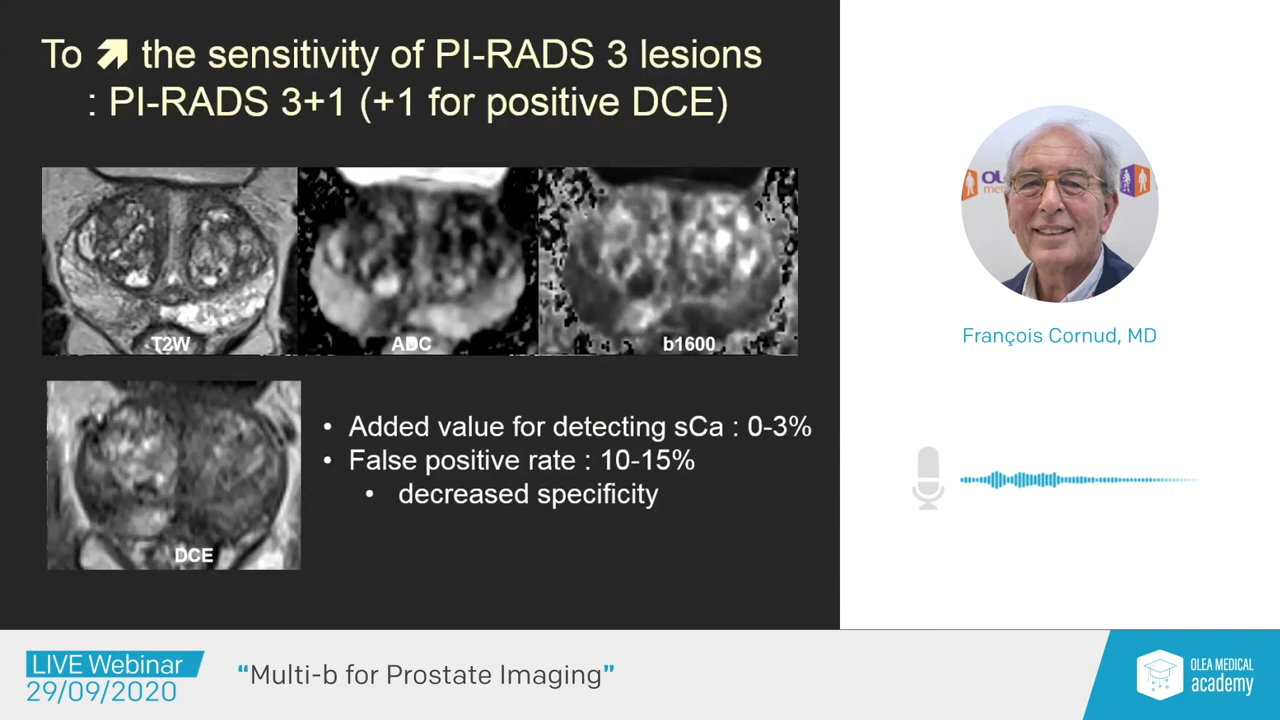 To ↗ the sensitivity of PI-RADS 3 lesions
: PI-RADS 3+1 (+1 for positive DCE)
T2W
ADC
b1600
DCE
• Added value for detecting sCa : 0-3%
• False positive rate : 10-15%
• decreased specificity
François Cornud, MD
LIVE Webinar
29/09/2020
“Multi-b for Prostate Imaging”
OLEA MEDICAL
academy